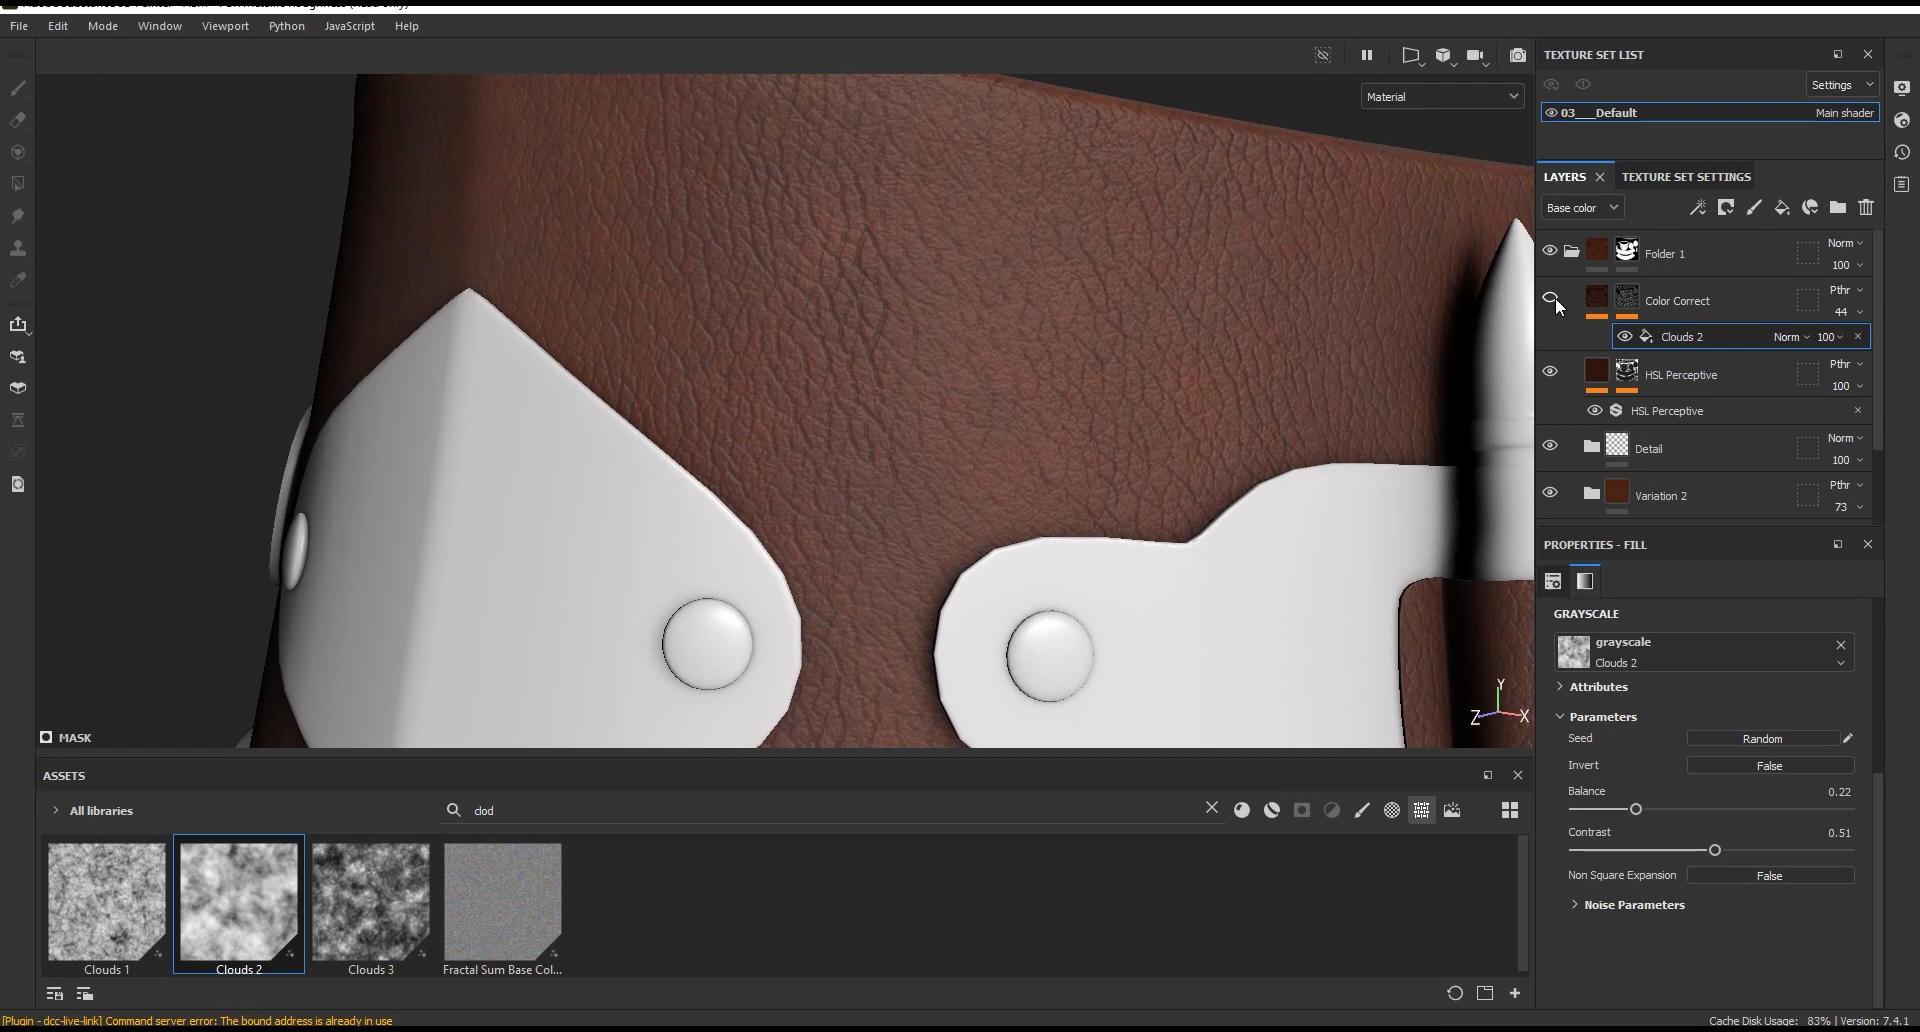 File Edit Mode Window Viewport Python JavaScript Help
Material
MASK
Y
Z X
TEXTURE SET LIST
Settings
03___Default Main shader
LAYERS TEXTURE SET SETTINGS
Base color
Folder 1 Norm
100
Color Correct Pthr
44
Clouds 2 Norm 100
HSL Perceptive Pthr
100
HSL Perceptive
Detail Norm
100
Variation 2 Pthr
73
PROPERTIES - FILL
GRAYSCALE
grayscale
Clouds 2
Attributes
Parameters
Seed Random
Invert False
Balance 0.22
Contrast 0.51
Non Square Expansion False
Noise Parameters
ASSETS
All libraries clod
Clouds 1 Clouds 2 Clouds 3 Fractal Sum Base Col...
[Plugin - dcc-live-link] Command server error: The bound address is already in use
Cache Disk Usage: 83% | Version: 7.4.1